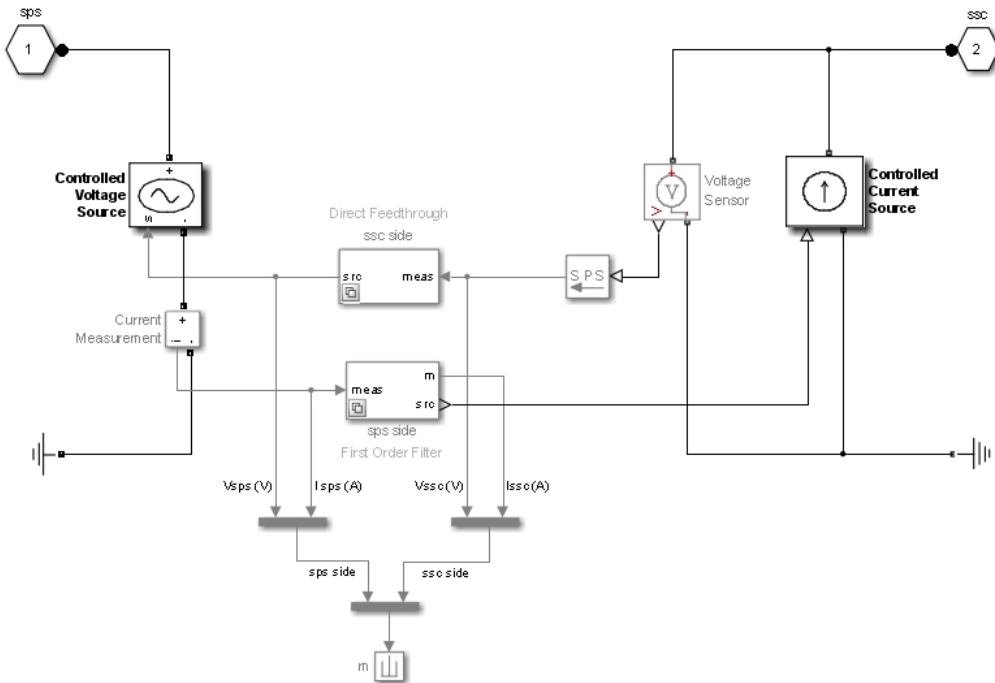 sps
1
ssc
2
+
Controlled
Voltage
Source
s
-
+
V
Voltage
Sensor
Controlled
Current
Source
Direct Feedthrough
ssc side
src
meas
SPS
Current
Measurement
+
i
-
meas
m
src
sps side
First Order Filter
Vsps(V)
Isps(A)
Vssc(V)
Issc(A)
sps side
ssc side
m